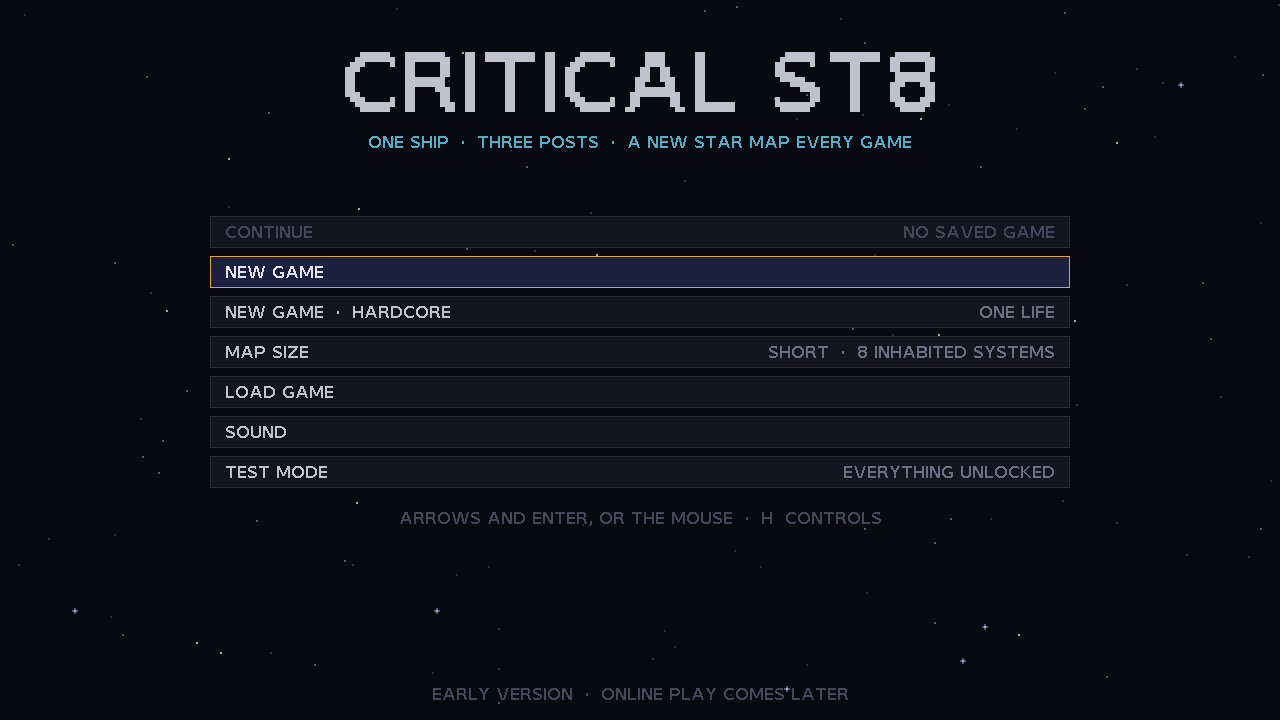 CRITICAL ST8
ONE SHIP · THREE POSTS · A NEW STAR MAP EVERY GAME
CONTINUE NO SAVED GAME
NEW GAME
NEW GAME · HARDCORE ONE LIFE
MAP SIZE SHORT · 8 INHABITED SYSTEMS
LOAD GAME
SOUND
TEST MODE EVERYTHING UNLOCKED
ARROWS AND ENTER, OR THE MOUSE · H CONTROLS
EARLY VERSION · ONLINE PLAY COMES LATER